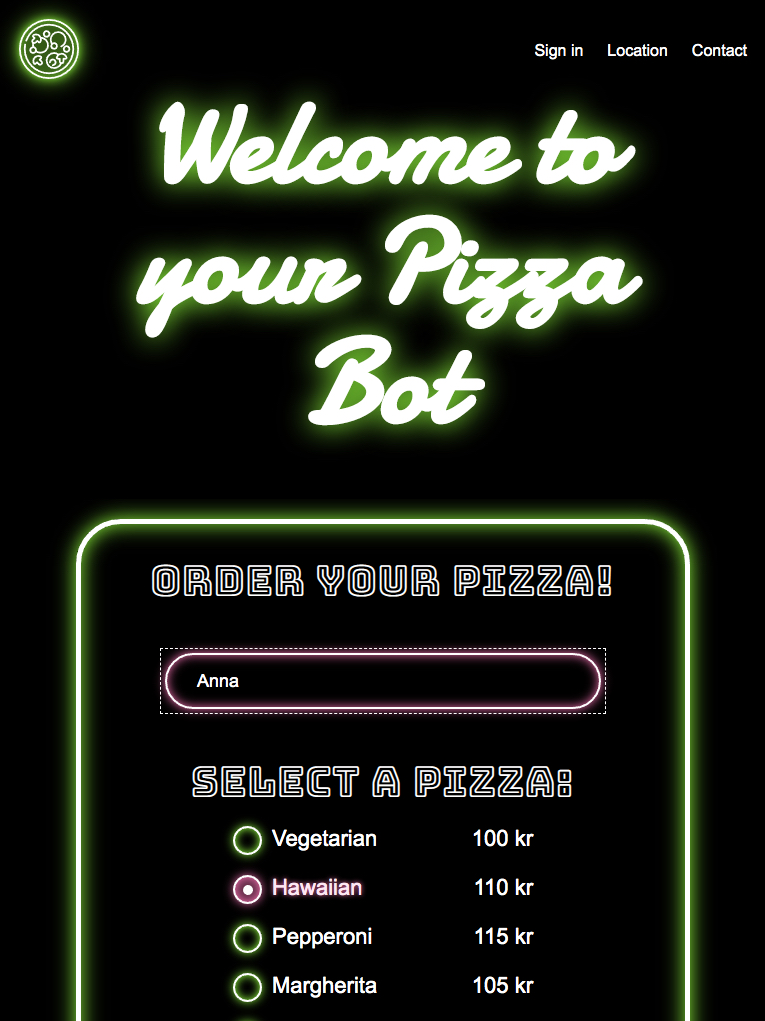 Sign in Location Contact
Welcome to
your Pizza
Bot
ORDER YOUR PIZZA!
Anna
SELECT A PIZZA:
Vegetarian 100 kr
Hawaiian 110 kr
Pepperoni 115 kr
Margherita 105 kr